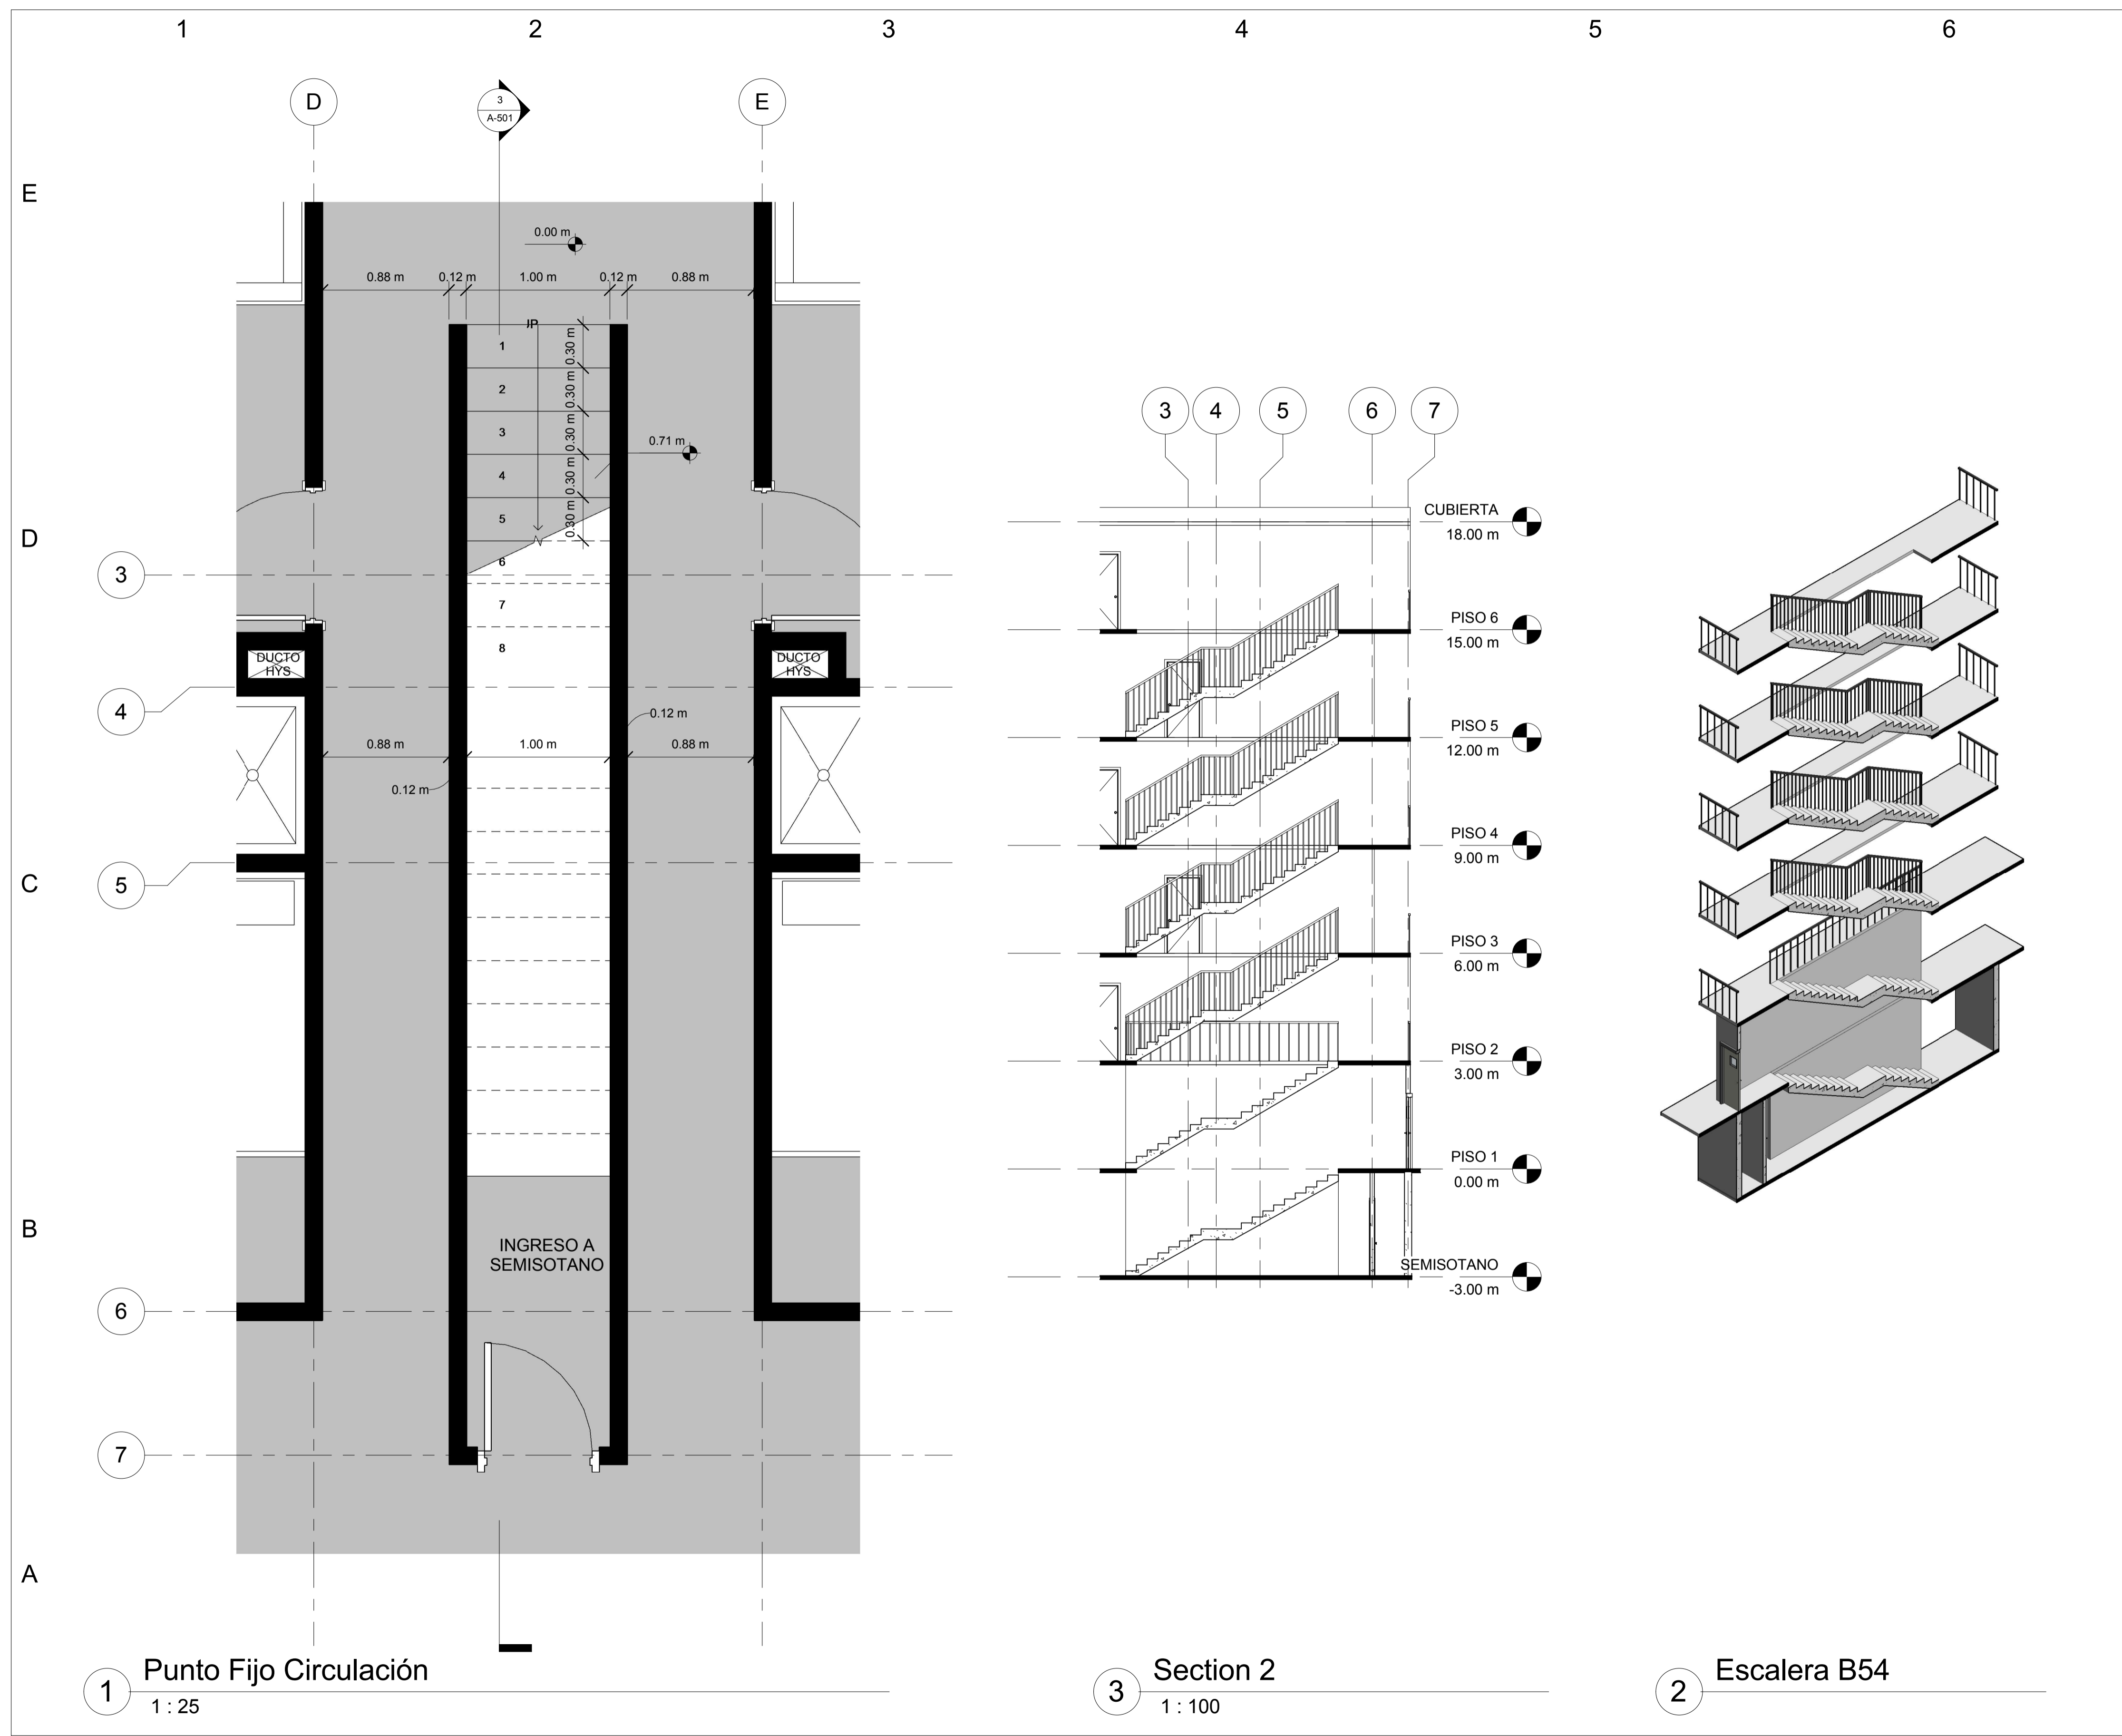 1 2 3 4 5 6
D
3
A-501
E
E
0.00 m
0.88 m 0.12 m 1.00 m 0.12 m 0.88 m
1
0.30 m
2
0.30 m
3
0.30 m
0.71 m
4
0.30 m
5
0.30 m
D
6
3
7
8
DUCTO
HYS
DUCTO
HYS
4
0.12 m
0.88 m 1.00 m 0.88 m
0.12 m
C
5
B
INGRESO A
SEMISOTANO
6
7
A
1
Punto Fijo Circulación
1 : 25
3 4 5 6 7
CUBIERTA
18.00 m
PISO 6
15.00 m
PISO 5
12.00 m
PISO 4
9.00 m
PISO 3
6.00 m
PISO 2
3.00 m
PISO 1
0.00 m
SEMISOTANO
-3.00 m
3
Section 2
1 : 100
2
Escalera B54